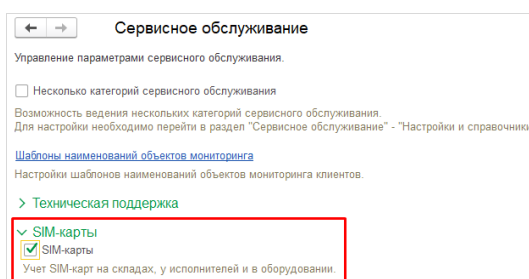 Сервисное обслуживание
Управление параметрами сервисного обслуживания.
Несколько категорий сервисного обслуживания
Возможность ведения нескольких категорий сервисного обслуживания.
Для настройки необходимо перейти в раздел "Сервисное обслуживание" - "Настройки и справочники
Шаблоны наименований объектов мониторинга
Настройки шаблонов наименований объектов мониторинга клиентов.
Техническая поддержка
SIM-карты
SIM-карты
Учет SIM-карт на складах, у исполнителей и в оборудовании.